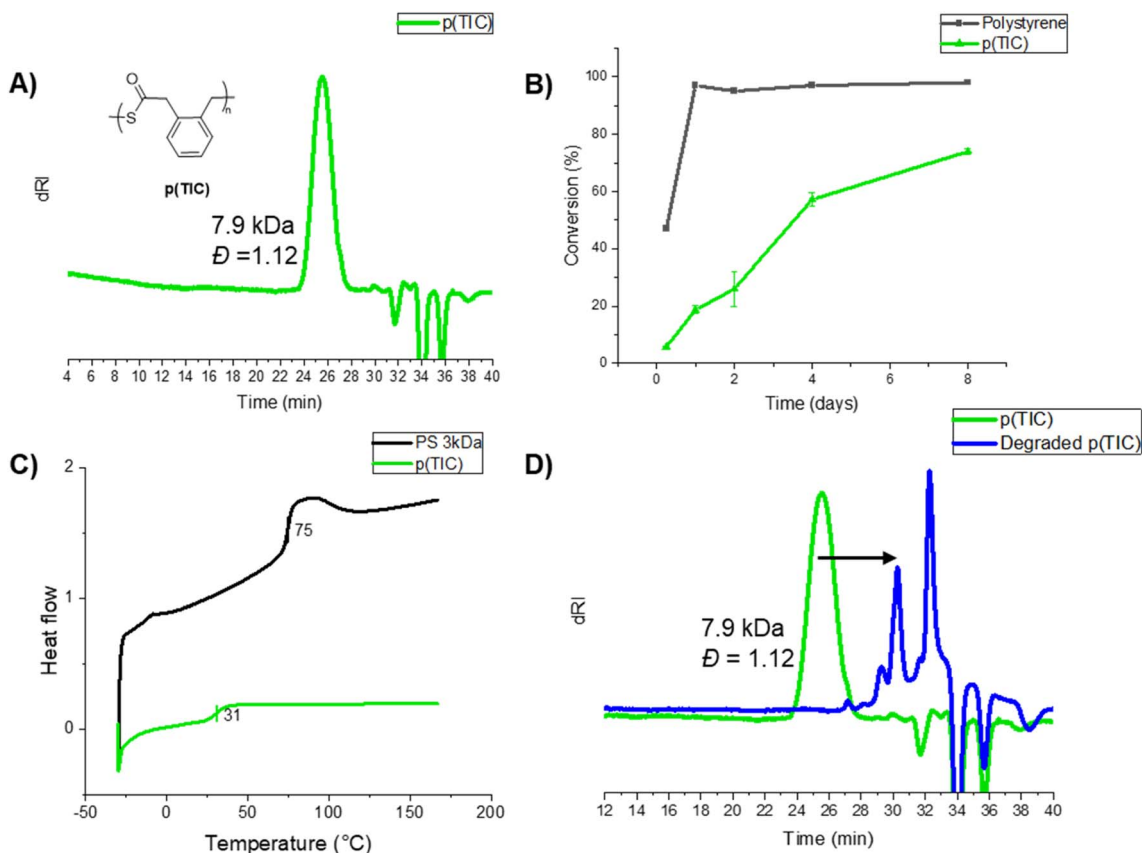 A)
p(TIC)
O
S
n
p(TIC)
7.9 kDa
Đ =1.12
dRI
4 6 8 10 12 14 16 18 20 22 24 26 28 30 32 34 36 38 40
Time (min)
B)
Polystyrene
p(TIC)
100
80
60
40
20
0
Conversion (%)
0 2 4 6 8
Time (days)
C)
PS 3kDa
p(TIC)
2
1
0
75
31
Heat flow
-50 0 50 100 150 200
Temperature (°C)
D)
p(TIC)
Degraded p(TIC)
7.9 kDa
Đ = 1.12
dRI
12 14 16 18 20 22 24 26 28 30 32 34 36 38 40
Time (min)